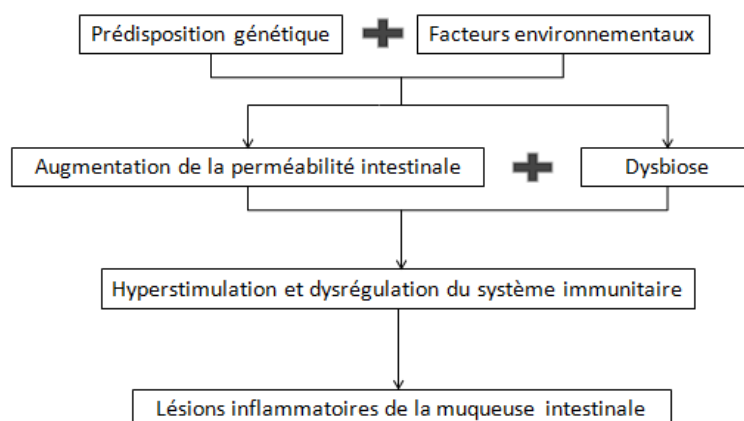 Prédisposition génétique
Facteurs environnementaux
Augmentation de la perméabilité intestinale
Dysbiose
Hyperstimulation et dysrégulation du système immunitaire
Lésions inflammatoires de la muqueuse intestinale